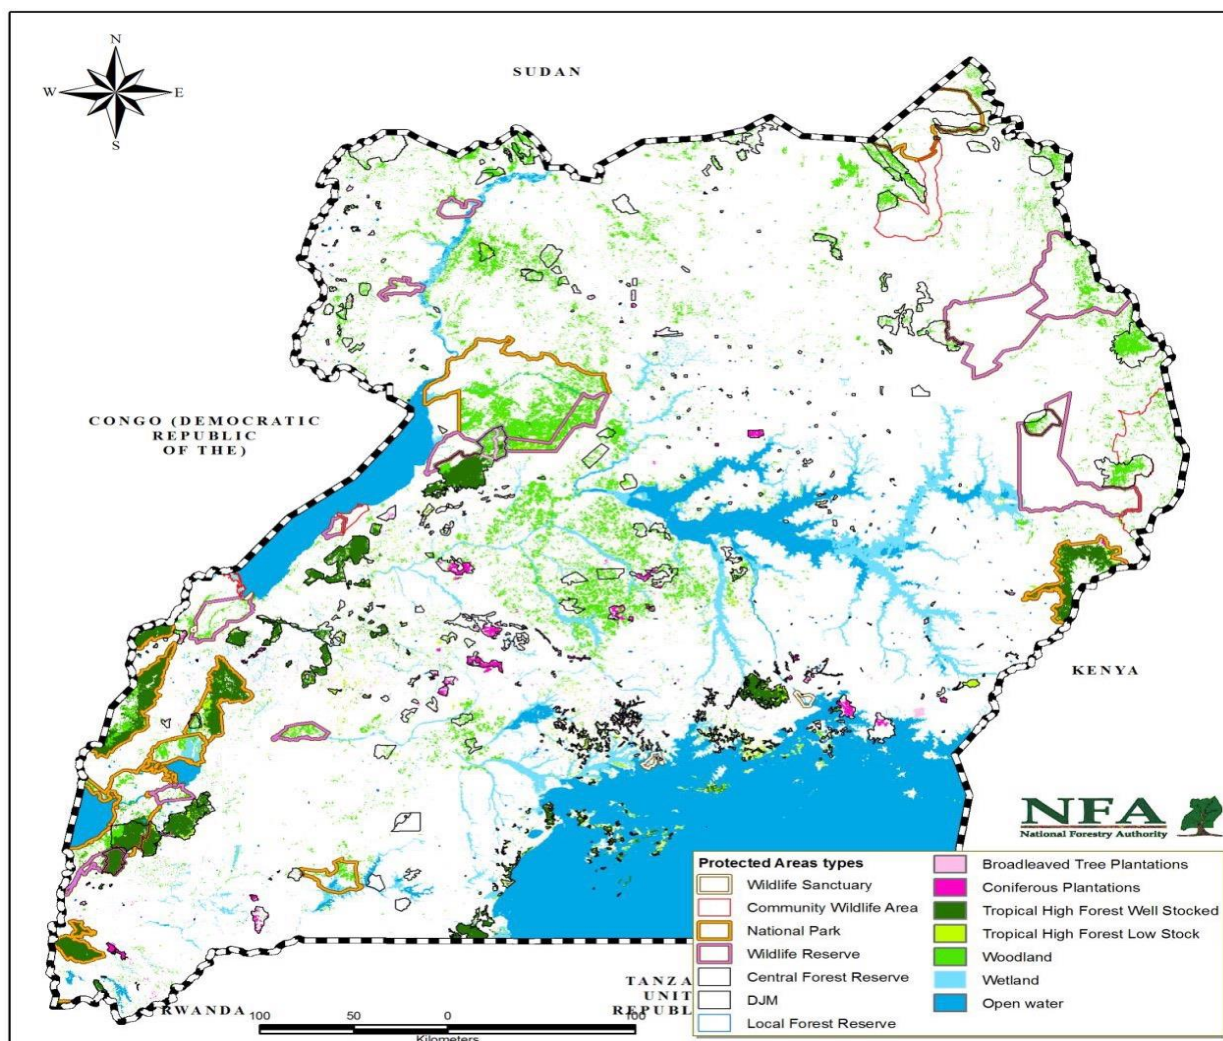 N
W E
S
SUDAN
CONGO (DEMOCRATIC
REPUBLIC
OF THE)
KENYA
NFA
National Forestry Authority
Protected Areas types
Wildlife Sanctuary
Community Wildlife Area
National Park
Wildlife Reserve
Central Forest Reserve
DJM
Local Forest Reserve
Broadleaved Tree Plantations
Coniferous Plantations
Tropical High Forest Well Stocked
Tropical High Forest Low Stock
Woodland
Wetland
Open water
TANZA
UNIT
REPUBL
RWANDA
100 50 0 100
Kilometers